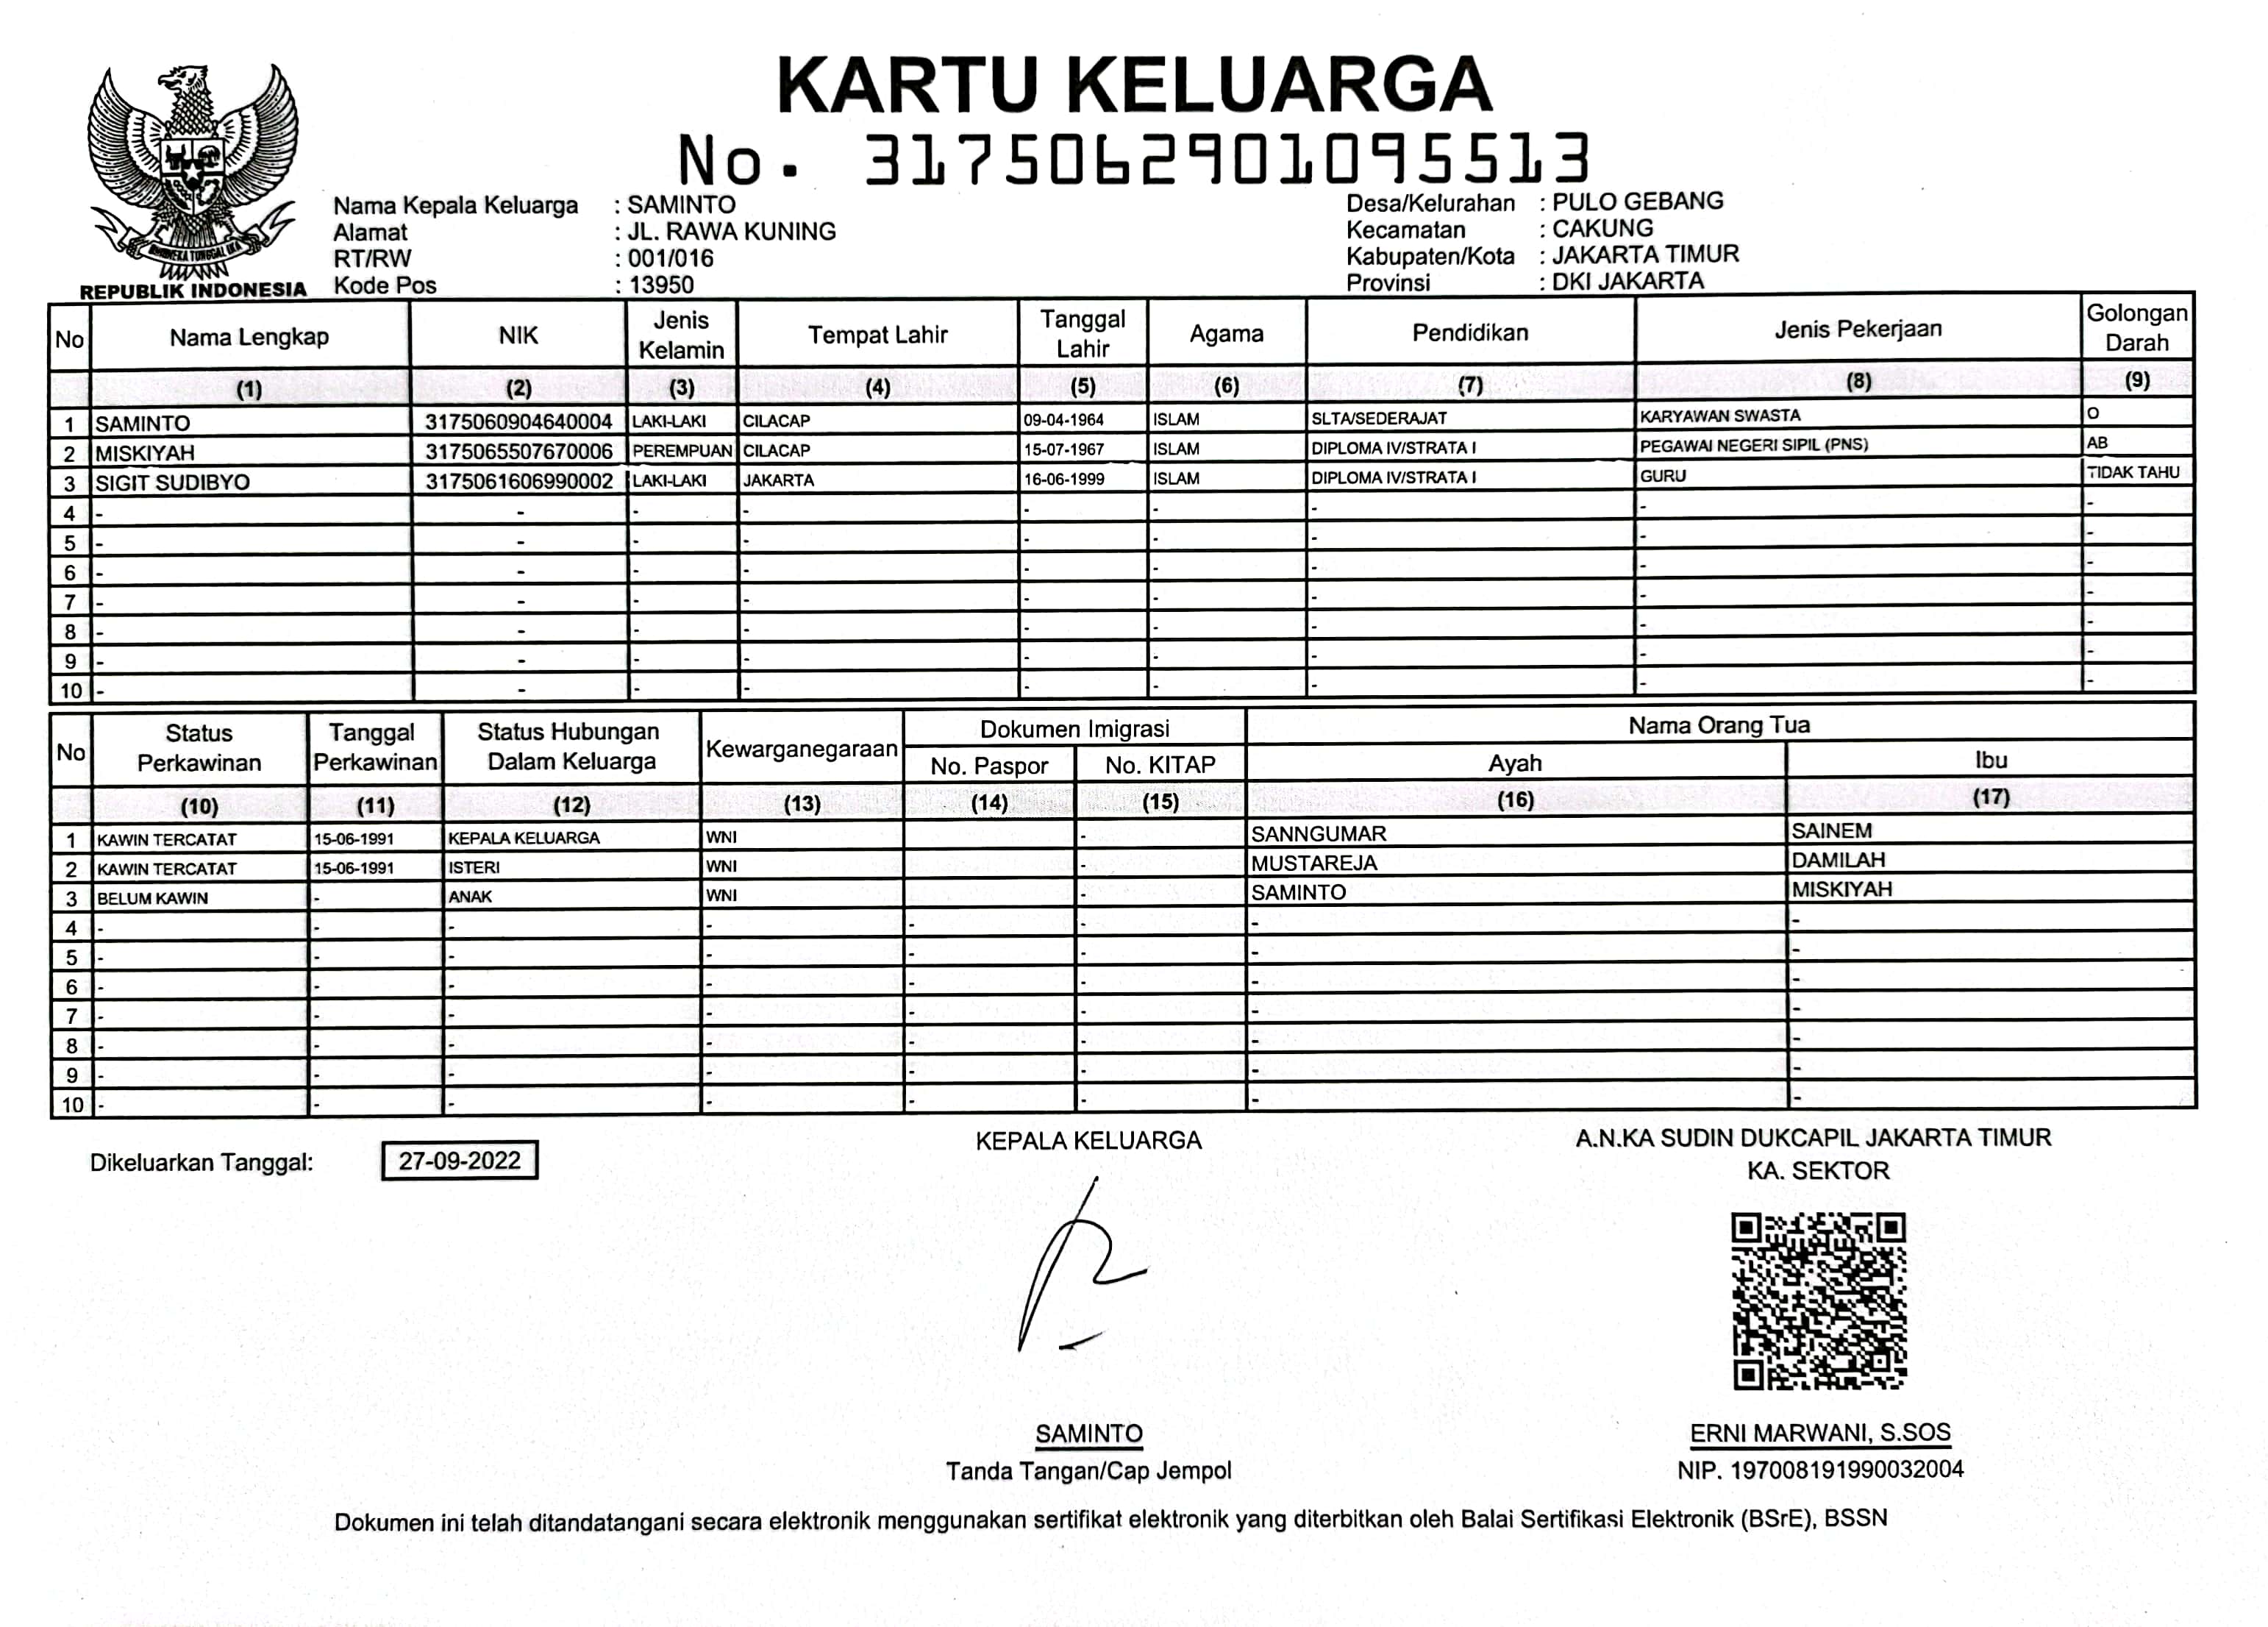 KARTU KELUARGA
No. 3175062901095513
REPUBLIK INDONESIA
Nama Kepala Keluarga : SAMINTO
Alamat : JL. RAWA KUNING
RT/RW : 001/016
Kode Pos : 13950
Desa/Kelurahan : PULO GEBANG
Kecamatan : CAKUNG
Kabupaten/Kota : JAKARTA TIMUR
Provinsi : DKI JAKARTA
No Nama Lengkap NIK Jenis Kelamin Tempat Lahir Tanggal Lahir Agama Pendidikan Jenis Pekerjaan Golongan Darah
(1) (2) (3) (4) (5) (6) (7) (8) (9)
1 SAMINTO 3175060904640004 LAKI-LAKI CILACAP 09-04-1964 ISLAM SLTA/SEDERAJAT KARYAWAN SWASTA O
2 MISKIYAH 3175065507670006 PEREMPUAN CILACAP 15-07-1967 ISLAM DIPLOMA IV/STRATA I PEGAWAI NEGERI SIPIL (PNS) AB
3 SIGIT SUDIBYO 3175061606990002 LAKI-LAKI JAKARTA 16-06-1999 ISLAM DIPLOMA IV/STRATA I GURU TIDAK TAHU
4 - - - - - - - - -
5 - - - - - - - - -
6 - - - - - - - - -
7 - - - - - - - - -
8 - - - - - - - - -
9 - - - - - - - - -
10 - - - - - - - - -
No Status Perkawinan Tanggal Perkawinan Status Hubungan Dalam Keluarga Kewarganegaraan Dokumen Imigrasi Nama Orang Tua
No. Paspor No. KITAP Ayah Ibu
(10) (11) (12) (13) (14) (15) (16) (17)
1 KAWIN TERCATAT 15-06-1991 KEPALA KELUARGA WNI - SANNGUMAR SAINEM
2 KAWIN TERCATAT 15-06-1991 ISTERI WNI - MUSTAREJA DAMILAH
3 BELUM KAWIN - ANAK WNI - SAMINTO MISKIYAH
4 - - - - - - - -
5 - - - - - - - -
6 - - - - - - - -
7 - - - - - - - -
8 - - - - - - - -
9 - - - - - - - -
10 - - - - - - - -
Dikeluarkan Tanggal: 27-09-2022
KEPALA KELUARGA
SAMINTO
Tanda Tangan/Cap Jempol
A.N.KA SUDIN DUKCAPIL JAKARTA TIMUR
KA. SEKTOR
ERNI MARWANI, S.SOS
NIP. 197008191990032004
Dokumen ini telah ditandatangani secara elektronik menggunakan sertifikat elektronik yang diterbitkan oleh Balai Sertifikasi Elektronik (BSrE), BSSN